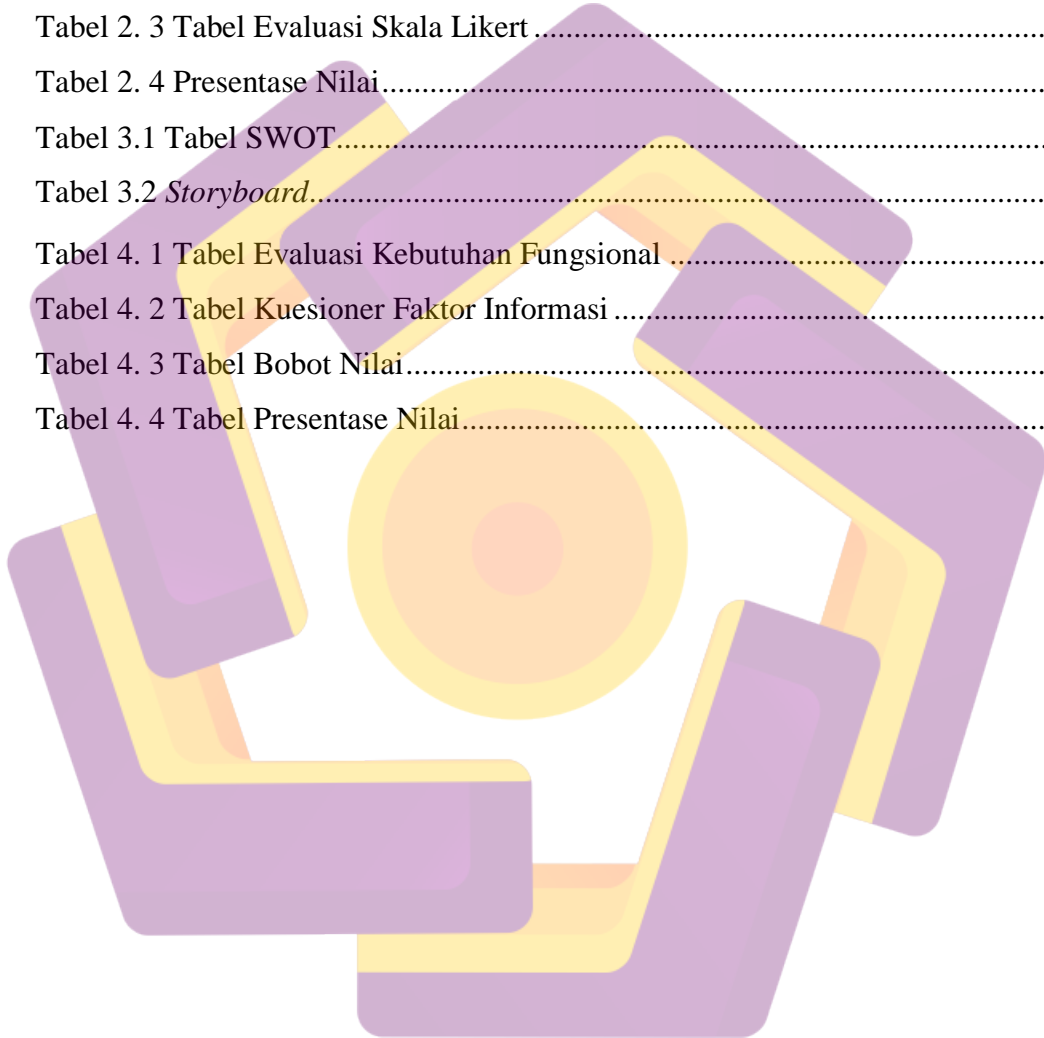 Tabel 2. 3 Tabel Evaluasi Skala Likert ....................................................................
Tabel 2. 4 Presentase Nilai.......................................................................................
Tabel 3.1 Tabel SWOT.............................................................................................
Tabel 3.2 Storyboard................................................................................................
Tabel 4. 1 Tabel Evaluasi Kebutuhan Fungsional ..................................................
Tabel 4. 2 Tabel Kuesioner Faktor Informasi .........................................................
Tabel 4. 3 Tabel Bobot Nilai....................................................................................
Tabel 4. 4 Tabel Presentase Nilai.............................................................................